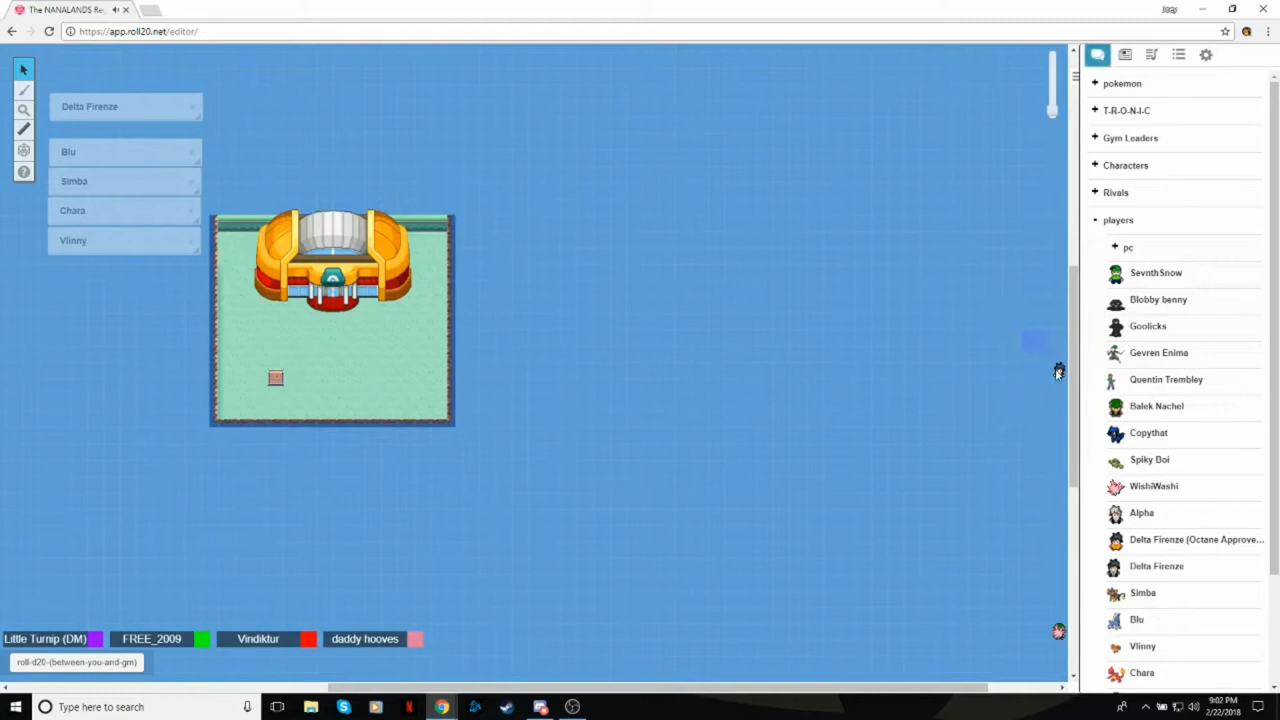 The NANALANDS Re
https://app.roll20.net/editor/
Delta Firenze
Blu
Simba
Chara
Vlinny
pokemon
T-R-O-N-I-C
Gym Leaders
Characters
Rivals
players
pc
SevnthSnow
Blobby benny
Goolicks
Gevren Enima
Quentin Trembley
Balek Nachel
Copythat
Spiky Boi
WishiWashi
Alpha
Delta Firenze (Octane Approve...
Delta Firenze
Simba
Blu
Vlinny
Chara
Little Turnip (DM)
FREE_2009
Vindiktur
daddy hooves
roll-d20-(between-you-and-gm)
Type here to search
9:02 PM
2/22/2018